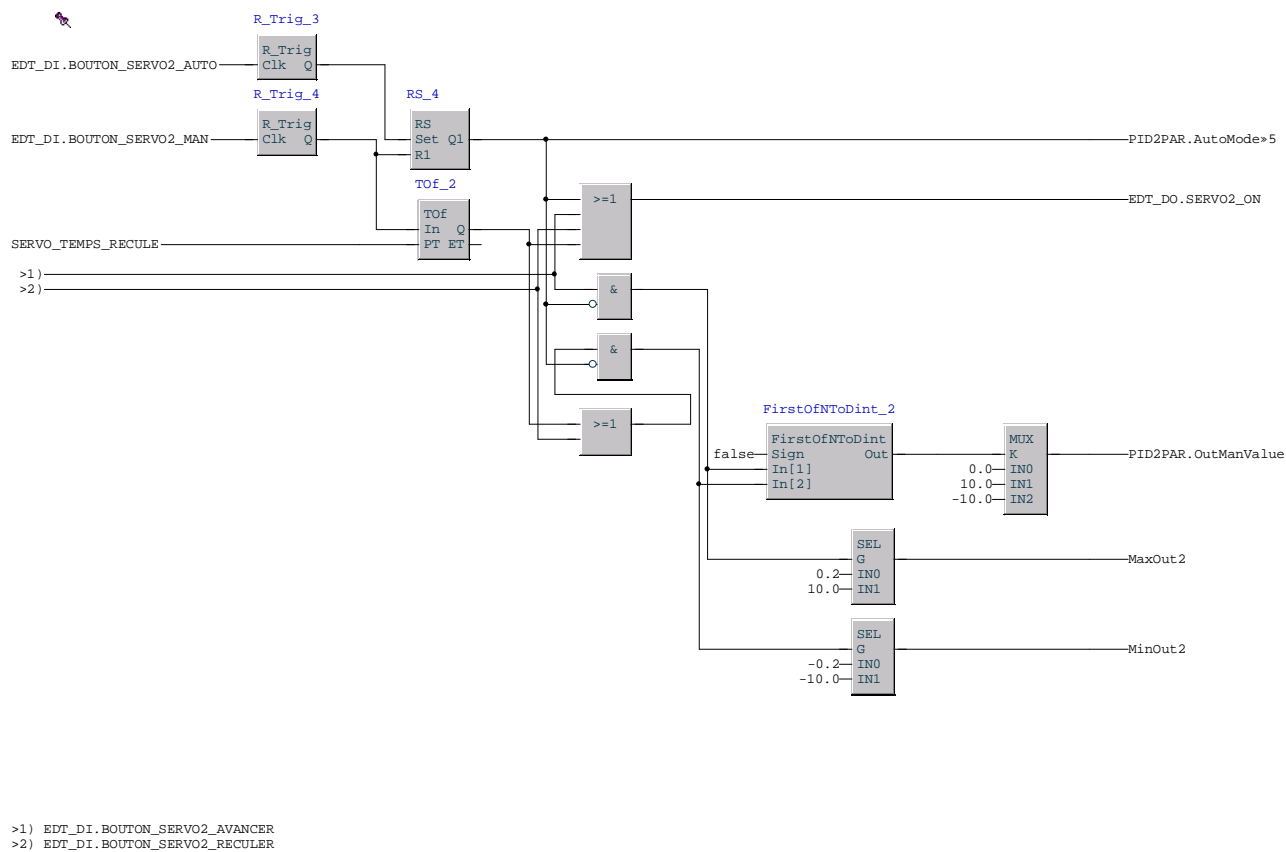 R_Trig_3
R_Trig
EDT_DI.BOUTON_SERVO2_AUTO Clk Q
R_Trig_4 RS_4
R_Trig RS
EDT_DI.BOUTON_SERVO2_MAN Clk Q Set Q1 PID2PAR.AutoMode»5
R1
TOf_2
>=1 EDT_DO.SERVO2_ON
TOf
In Q
SERVO_TEMPS_RECULE PT ET
>1)
>2) &
&
FirstOfNToDint_2
>=1
FirstOfNToDint MUX
false Sign Out K PID2PAR.OutManValue
In[1] 0.0 IN0
In[2] 10.0 IN1
-10.0 IN2
SEL
G MaxOut2
0.2 IN0
10.0 IN1
SEL
G MinOut2
-0.2 IN0
-10.0 IN1
>1) EDT_DI.BOUTON_SERVO2_AVANCER
>2) EDT_DI.BOUTON_SERVO2_RECULER